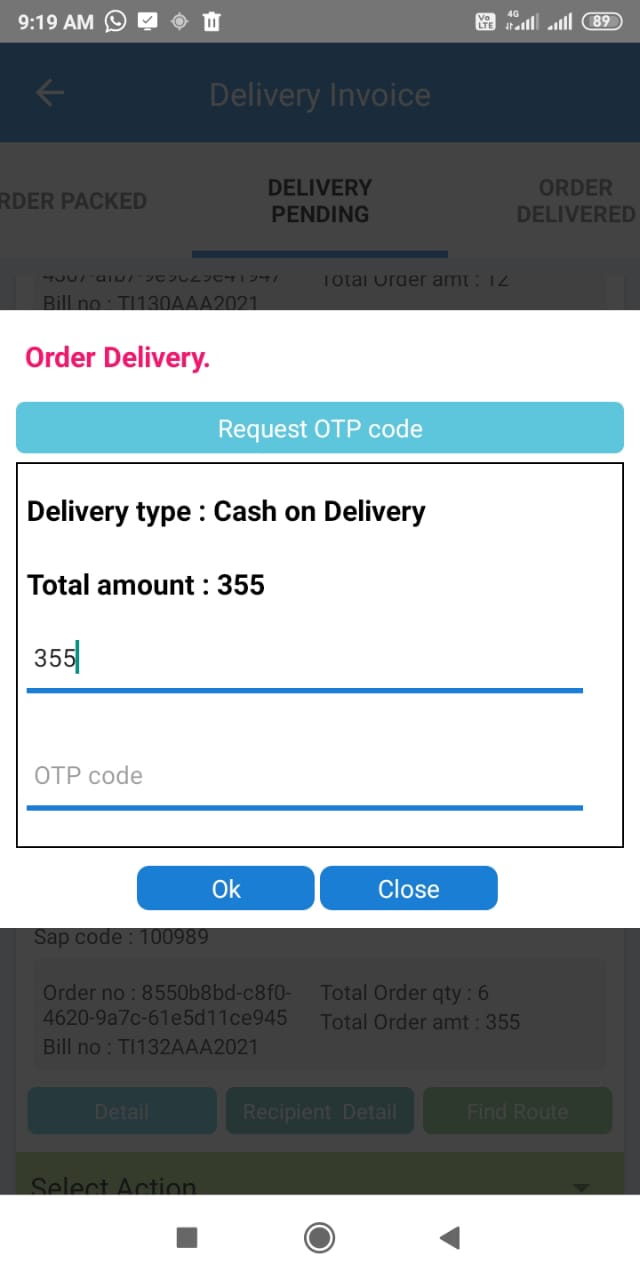 9:19 AM
Vo LTE 4G 89
Delivery Invoice
RDER PACKED
DELIVERY
PENDING
ORDER
DELIVERED
4567-afb7-9e9c29e41947
Total Order amt : 12
Bill no : TI130AAA2021
Order Delivery.
Request OTP code
Delivery type : Cash on Delivery
Total amount : 355
355
OTP code
Ok
Close
Sap code : 100989
Order no : 8550b8bd-c8f0-
4620-9a7c-61e5d11ce945
Total Order qty : 6
Total Order amt : 355
Bill no : TI132AAA2021
Detail
Recipient Detail
Find Route
Select Action